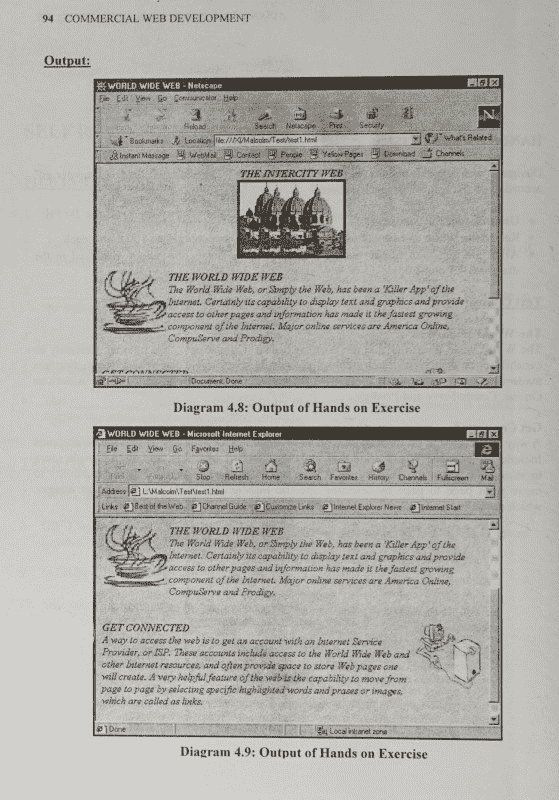 94 COMMERCIAL WEB DEVELOPMENT
Output:
WORLD WIDE WEB - Netscape
File Edit View Go Communicator Help
Reload Search Netscape Print Security
Bookmarks Location file:///X|/Malcolm/Test/test1.html What's Related
Instant Message WebMail Contact People Yellow Pages Download Channels
THE INTERCITY WEB
THE WORLD WIDE WEB
The World Wide Web, or Simply the Web, has been a 'Killer App' of the
Internet. Certainly its capability to display text and graphics and provide
access to other pages and information has made it the fastest growing
component of the Internet. Major online services are America Online,
CompuServe and Prodigy.
GET CONNECTED
Document: Done
Diagram 4.8: Output of Hands on Exercise
WORLD WIDE WEB - Microsoft Internet Explorer
File Edit View Go Favorites Help
Stop Refresh Home Search Favorites History Channels Fullscreen Mail
Address L:\Malcolm\Test\test1.html
Links Best of the Web Channel Guide Customize Links Internet Explorer News Internet Start
THE WORLD WIDE WEB
The World Wide Web, or Simply the Web, has been a 'Killer App' of the
Internet. Certainly its capability to display text and graphics and provide
access to other pages and information has made it the fastest growing
component of the Internet. Major online services are America Online,
CompuServe and Prodigy.
GET CONNECTED
A way to access the web is to get an account with an Internet Service
Provider, or ISP. These accounts include access to the World Wide Web and
other Internet resources, and often provide space to store Web pages one
will create. A very helpful feature of the web is the capability to move from
page to page by selecting specific highlighted words and prases or images,
which are called as links.
Done Local intranet zone
Diagram 4.9: Output of Hands on Exercise